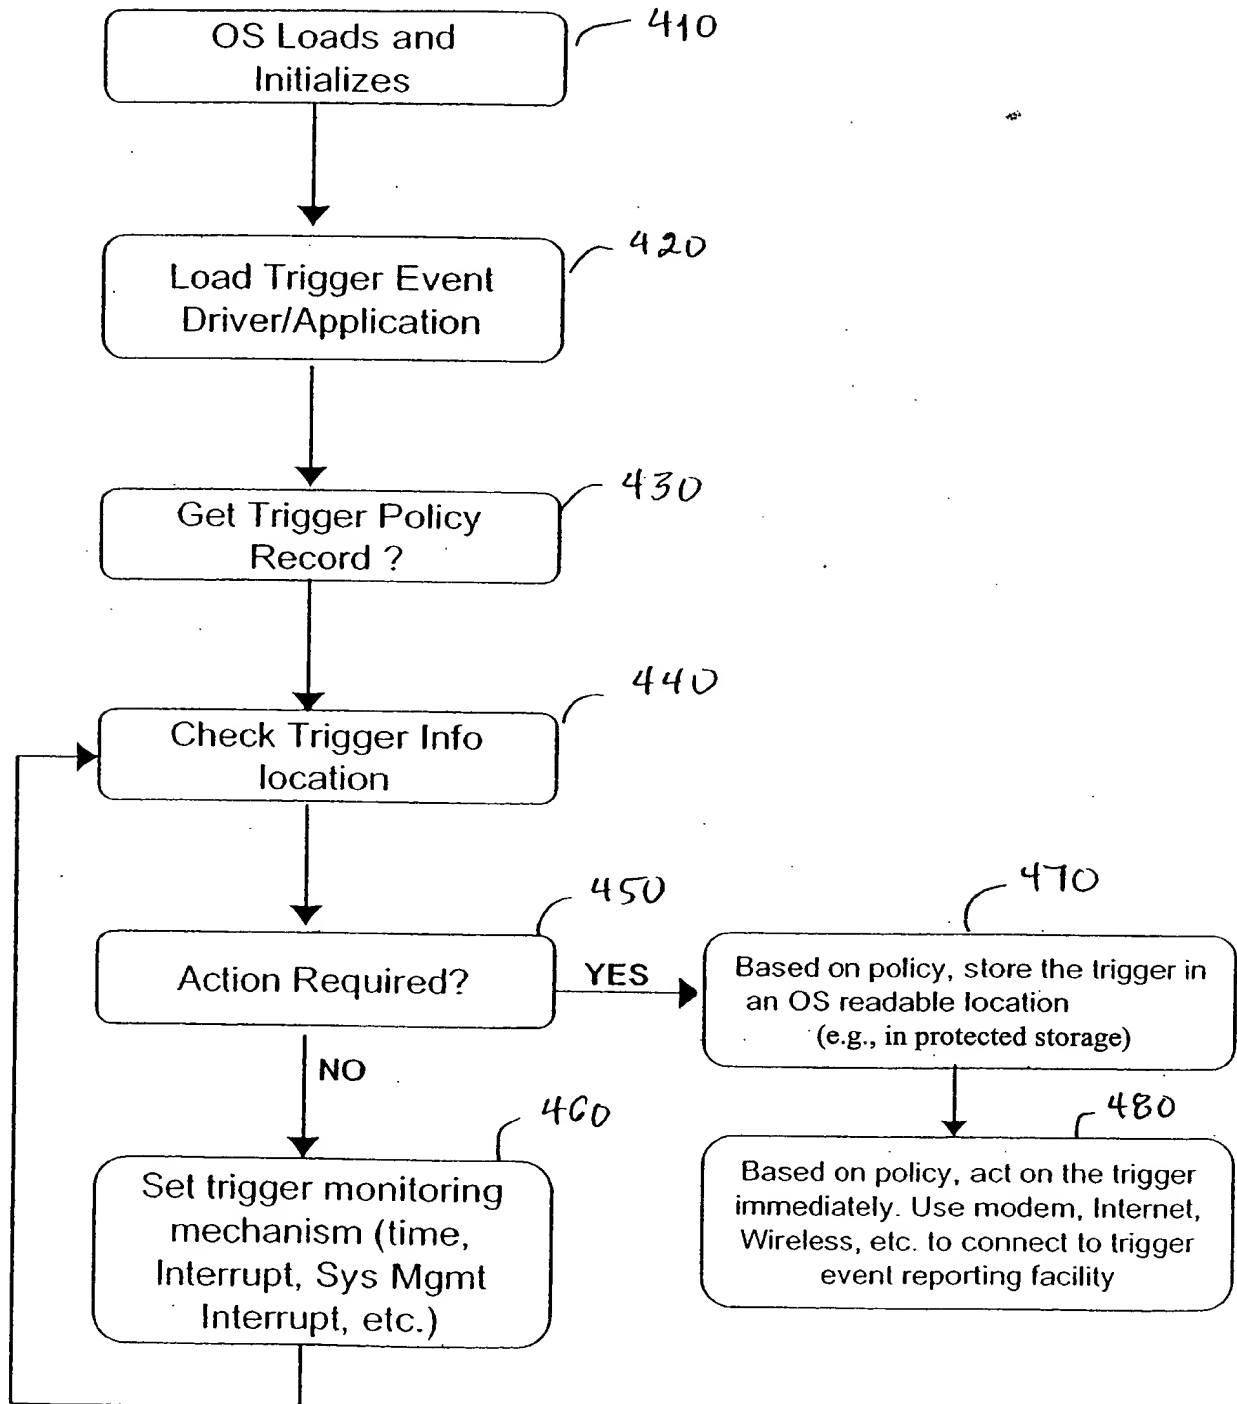 OS Loads and
Initializes
410
Load Trigger Event
Driver/Application
420
Get Trigger Policy
Record ?
430
Check Trigger Info
location
440
Action Required?
450
YES
NO
Set trigger monitoring
mechanism (time,
Interrupt, Sys Mgmt
Interrupt, etc.)
460
Based on policy, store the trigger in
an OS readable location
(e.g., in protected storage)
470
Based on policy, act on the trigger
immediately. Use modem, Internet,
Wireless, etc. to connect to trigger
event reporting facility
480